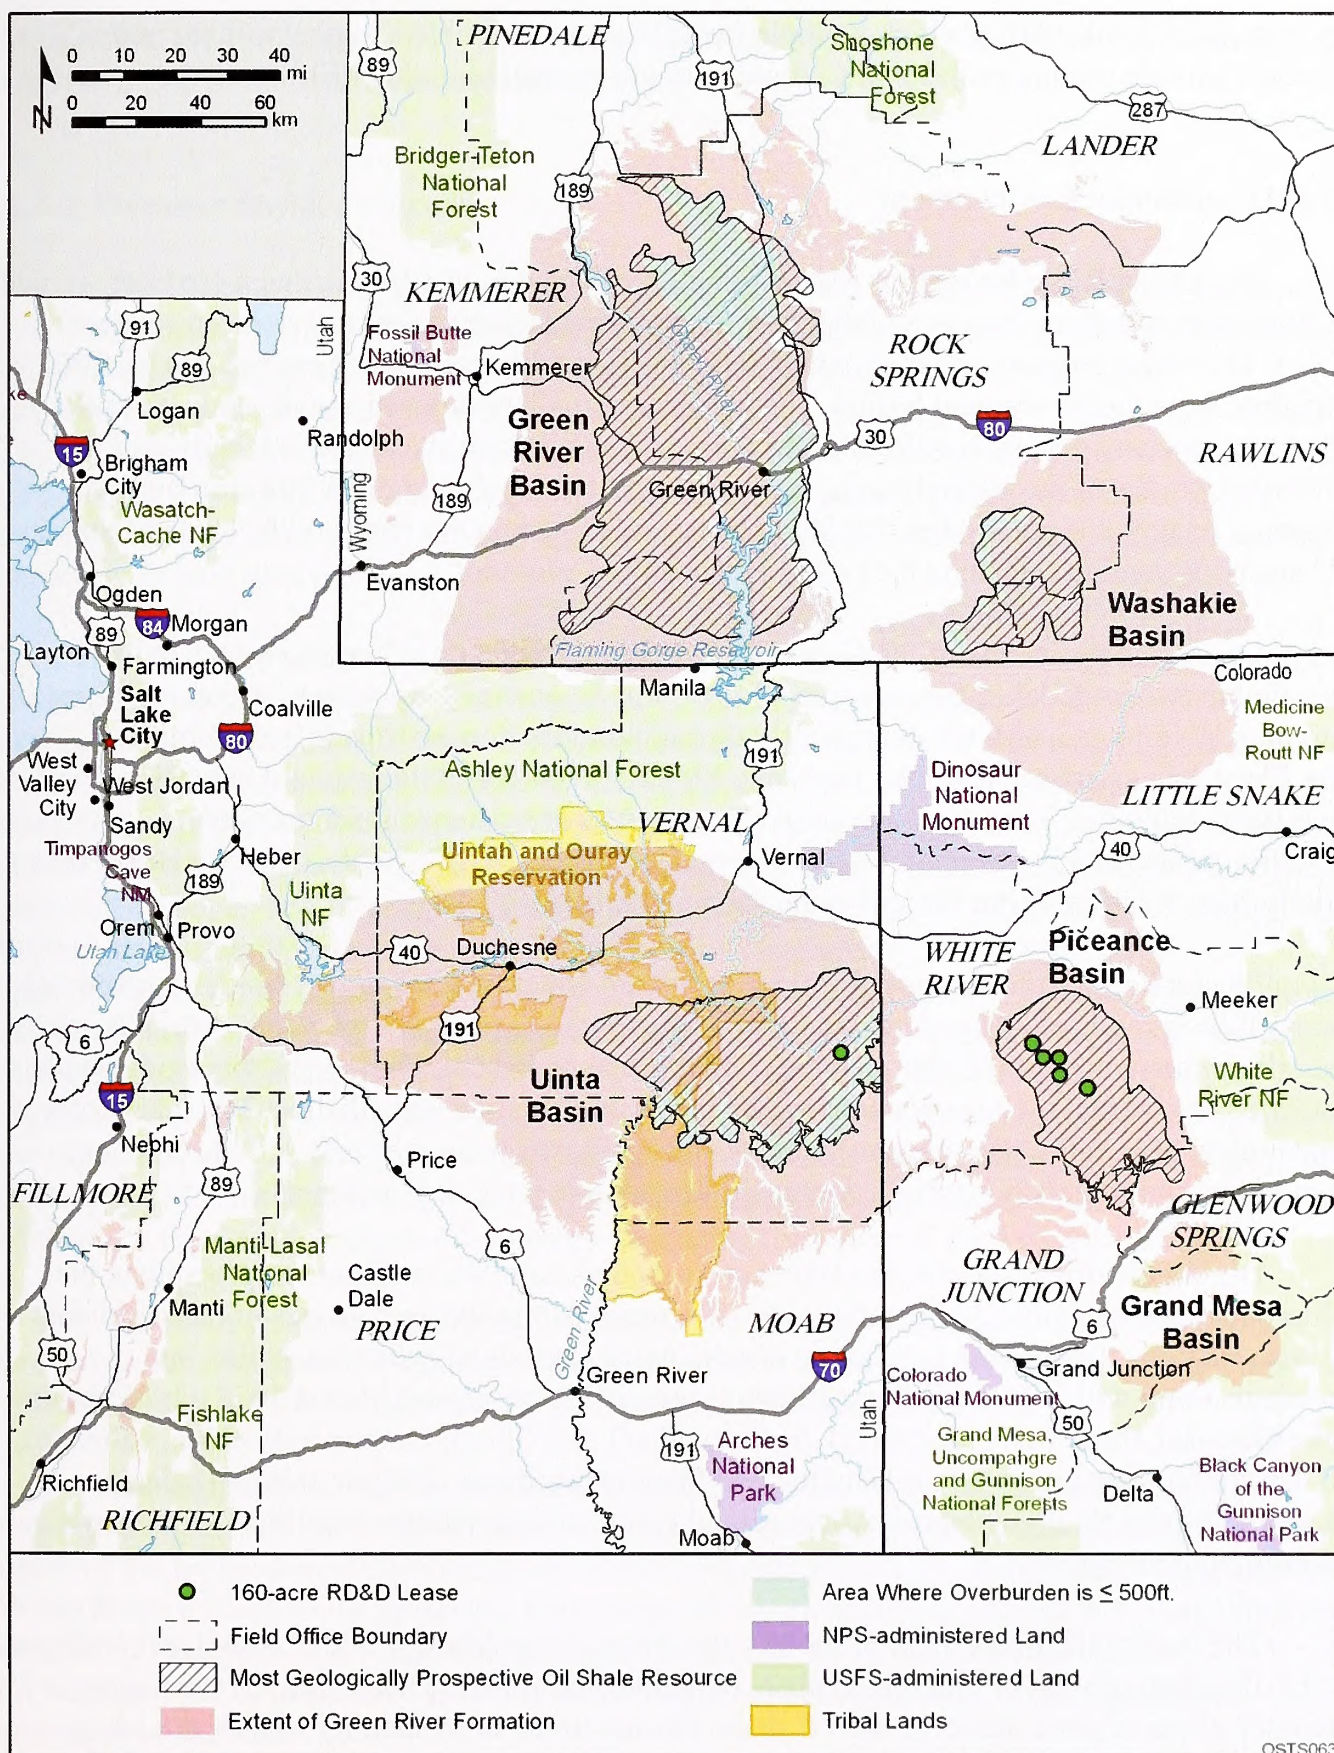 0 10 20 30 40 mi
0 20 40 60 km
N
PINEDALE
89
191
Shoshone
National
Forest
287
LANDER
Bridger-Teton
National
Forest
189
30
KEMMERER
Utah
Fossil Butte
National
Monument
Kemmerer
91
89
Logan
Randolph
Green River
ROCK
SPRINGS
Green
River
Basin
30
80
RAWLINS
15
Brigham
City
Wasatch-
Cache NF
189
Green River
Wyoming
Evanston
Ogden
84
Morgan
89
Layton
Farmington
Washakie
Basin
Flaming Gorge Reservoir
Manila
Colorado
Salt
Lake
City
Coalville
80
Medicine
Bow-
Routt NF
West
Valley
City
West Jordan
Sandy
191
Ashley National Forest
Dinosaur
National
Monument
LITTLE SNAKE
VERNAL
Vernal
40
Craig
Timpanogos
Cave
NM
Heber
189
Uintah and Ouray
Reservation
Uinta
NF
Orem
Provo
Utah Lake
40
Duchesne
WHITE
RIVER
Piceance
Basin
Meeker
191
6
15
Uinta
Basin
White
River NF
Nephi
Price
FILLMORE
89
6
GLENWOOD
SPRINGS
Manti-Lasal
National
Forest
Castle
Dale
Manti
PRICE
Green River
MOAB
GRAND
JUNCTION
Grand Mesa
Basin
6
50
70
Green River
Grand Junction
Colorado
National Monument
Utah
Fishlake
NF
191
Arches
National
Park
50
Grand Mesa,
Uncompahgre
and Gunnison
National Forests
Delta
Black Canyon
of the
Gunnison
National Park
Richfield
RICHFIELD
Moab
160-acre RD&D Lease
Field Office Boundary
Most Geologically Prospective Oil Shale Resource
Extent of Green River Formation
Area Where Overburden is ≤ 500ft.
NPS-administered Land
USFS-administered Land
Tribal Lands
OSTS063